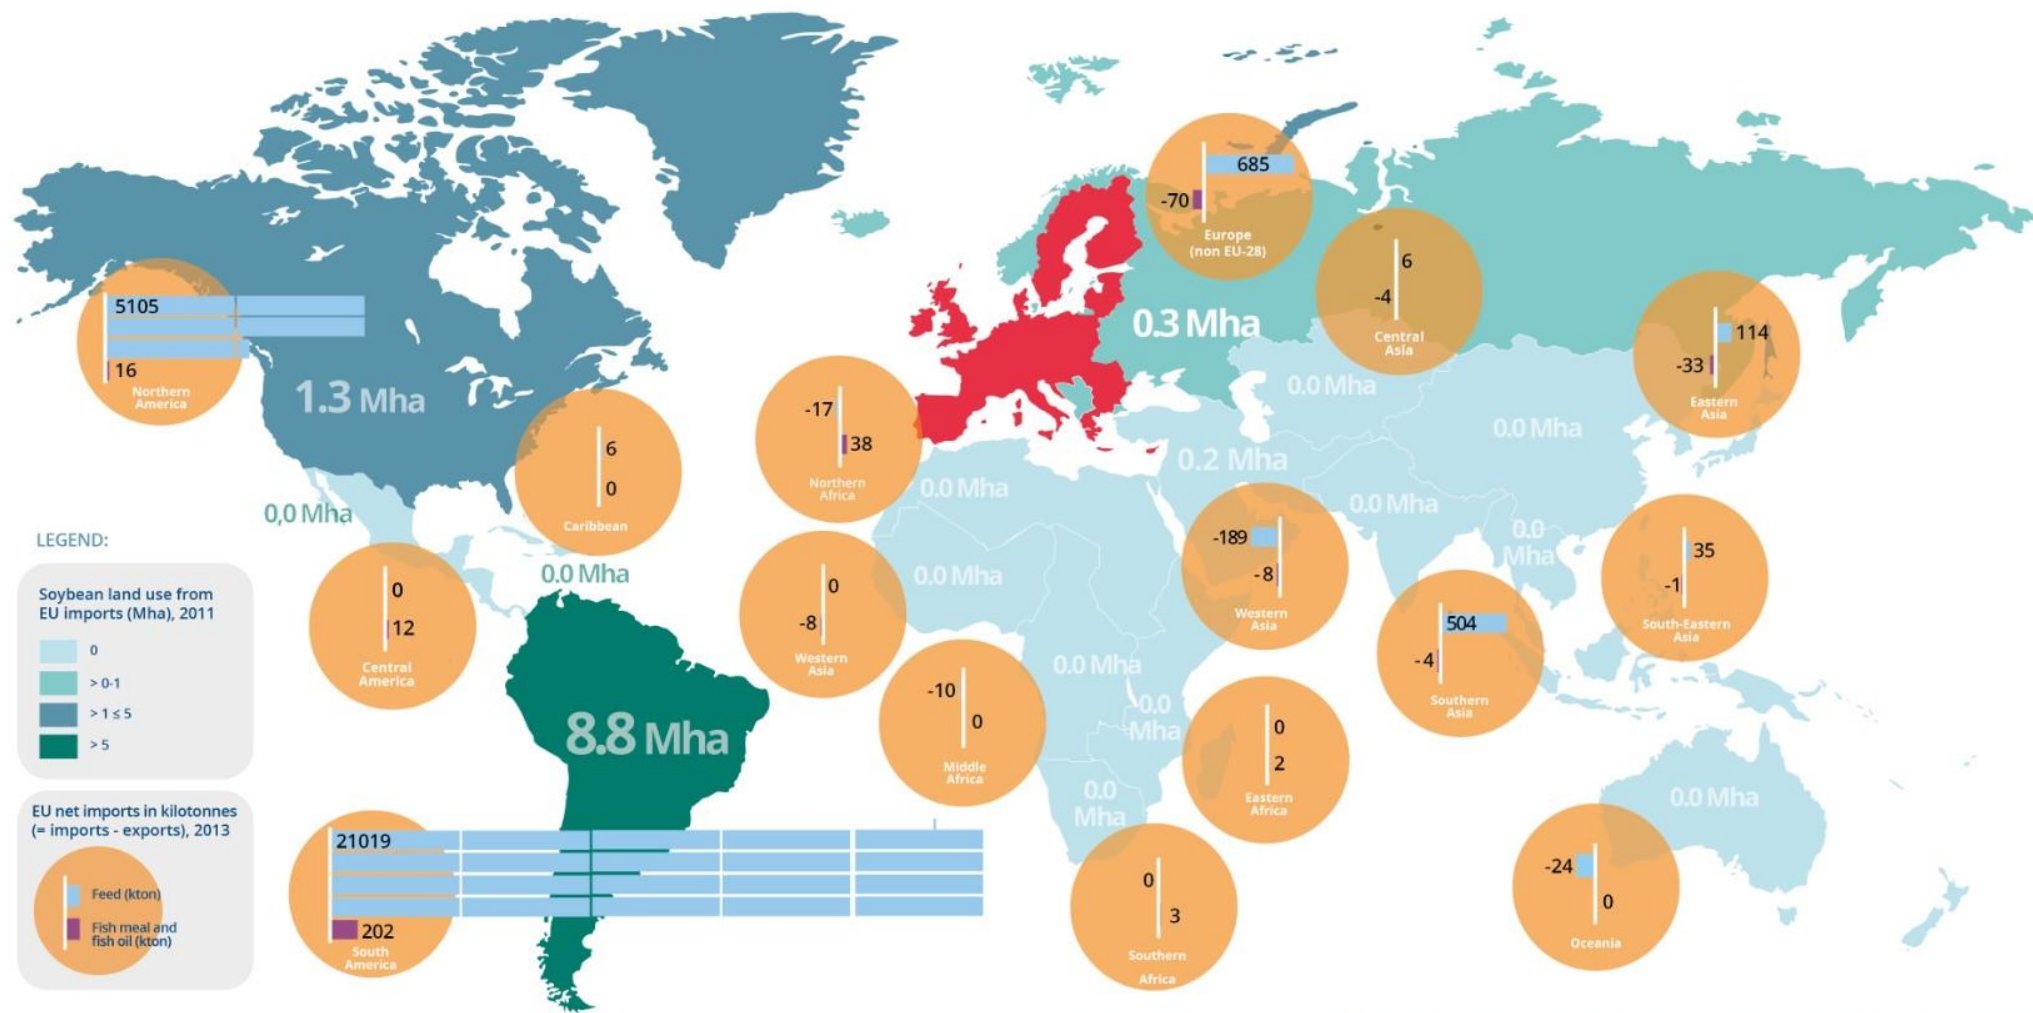 685
-70
Europe
(non EU-28)
6
-4
Central
Asia
5105
16
Northern
America
1.3 Mha
0.3 Mha
114
-33
Eastern
Asia
0.0 Mha
0.0 Mha
6
0
Caribbean
-17
38
Northern
Africa
0.2 Mha
0.0 Mha
0.0 Mha
0,0 Mha
0.0
Mha
LEGEND:
Soybean land use from
EU imports (Mha), 2011
0
> 0-1
> 1 ≤ 5
> 5
0
12
Central
America
0.0 Mha
0
-8
Western
Asia
0.0 Mha
-189
-8
Western
Asia
504
-4
Southern
Asia
35
-1
South-Eastern
Asia
8.8 Mha
-10
0
Middle
Africa
0.0 Mha
0.0
Mha
0
2
Eastern
Africa
0.0
Mha
0.0 Mha
EU net imports in kilotonnes
(= imports - exports), 2013
Feed (kton)
Fish meal and
fish oil (kton)
21019
202
South
America
0
3
Southern
Africa
-24
0
Oceania